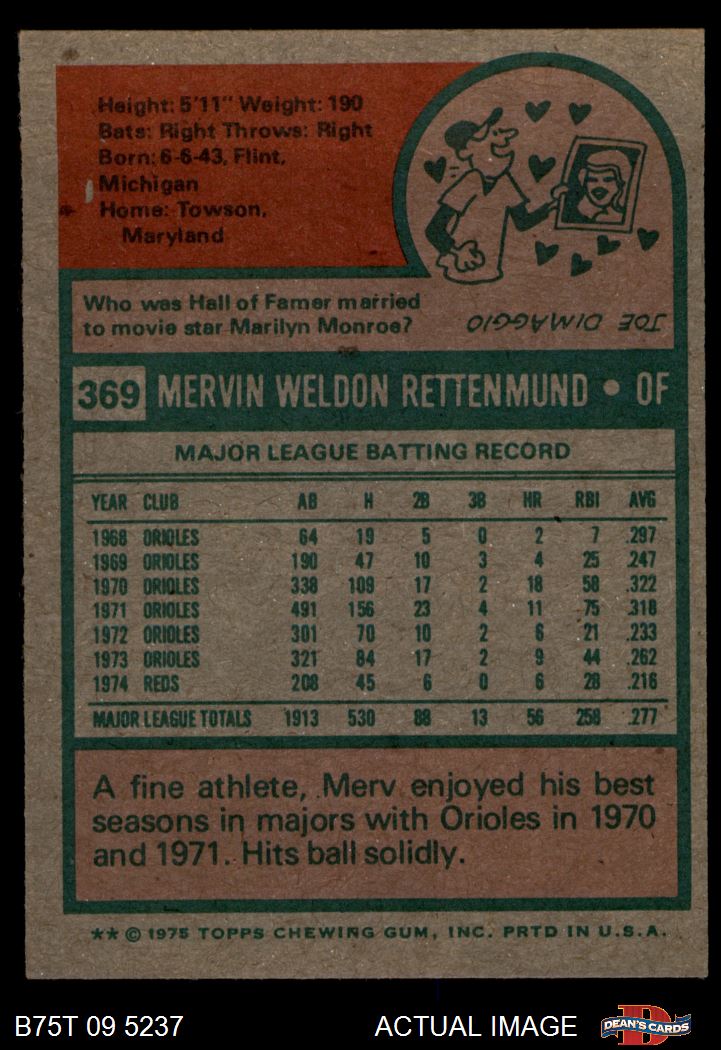 Height: 5'11" Weight: 190
Bats: Right Throws: Right
Born: 6-6-43, Flint,
Michigan
Home: Towson,
Maryland
Who was Hall of Famer married
to movie star Marilyn Monroe?
JOE DIMAGGIO
369 MERVIN WELDON RETTENMUND • OF
MAJOR LEAGUE BATTING RECORD
YEAR CLUB AB H 2B 3B HR RBI AVG
1968 ORIOLES 64 19 5 0 2 7 .297
1969 ORIOLES 190 47 10 3 4 25 .247
1970 ORIOLES 338 109 17 2 18 58 .322
1971 ORIOLES 491 156 23 4 11 75 .318
1972 ORIOLES 301 70 10 2 6 21 .233
1973 ORIOLES 321 84 17 2 9 44 .262
1974 REDS 208 45 6 0 6 28 .216
MAJOR LEAGUE TOTALS 1913 530 88 13 56 258 .277
A fine athlete, Merv enjoyed his best
seasons in majors with Orioles in 1970
and 1971. Hits ball solidly.
** © 1975 TOPPS CHEWING GUM, INC. PRTD IN U.S.A.
B75T 09 5237 ACTUAL IMAGE D DEAN'S CARDS